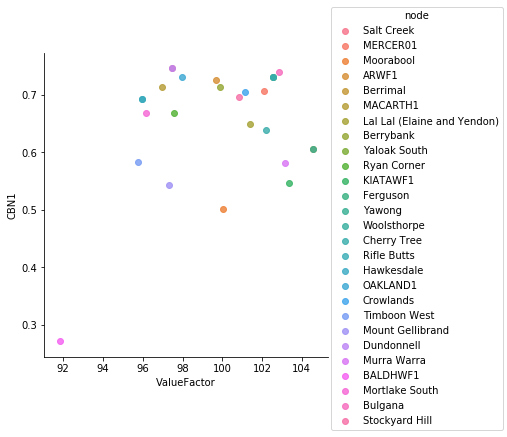 node
Salt Creek
MERCER01
Moorabool
ARWF1
Berrimal
MACARTH1
Lal Lal (Elaine and Yendon)
Berrybank
Yaloak South
Ryan Corner
KIATAWF1
Ferguson
Yawong
Woolsthorpe
Cherry Tree
Rifle Butts
Hawkesdale
OAKLAND1
Crowlands
Timboon West
Mount Gellibrand
Dundonnell
Murra Warra
BALDHWF1
Mortlake South
Bulgana
Stockyard Hill
CBN1
0.7
0.6
0.5
0.4
0.3
92 94 96 98 100 102 104
ValueFactor